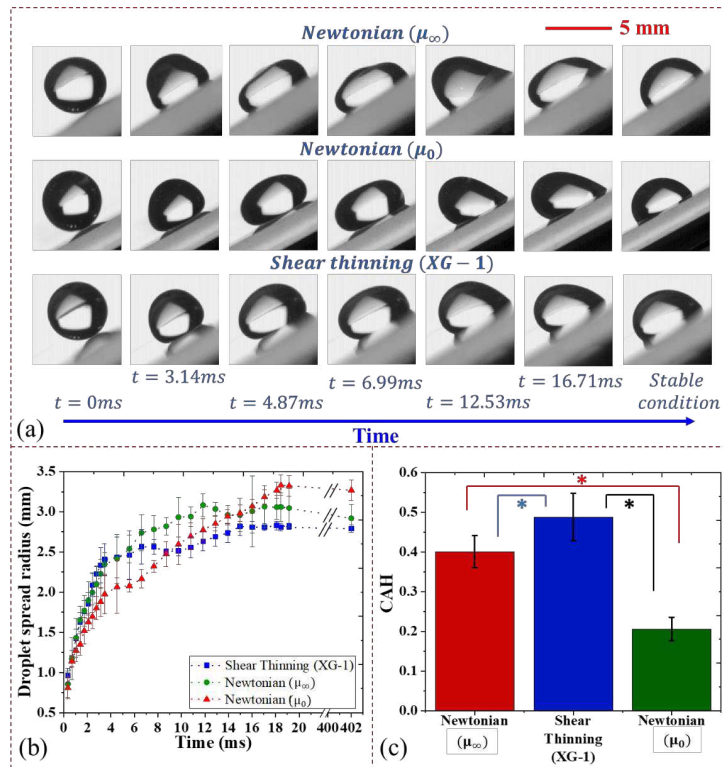 Newtonian (μ∞)
5 mm
Newtonian (μ0)
Shear thinning (XG − 1)
t = 0ms
t = 3.14ms
t = 4.87ms
t = 6.99ms
t = 12.53ms
t = 16.71ms
Stable
condition
(a)
Time
Droplet spread radius (mm)
3.5
3.0
2.5
2.0
1.5
1.0
0.5
Shear Thinning (XG-1)
Newtonian (μ∞)
Newtonian (μ0)
0 2 4 6 8 10 12 14 16 18 20 400 402
(b)
Time (ms)
CAH
0.6
0.5
0.4
0.3
0.2
0.1
0.0
*
*
*
Newtonian
(μ∞)
Shear
Thinning
(XG-1)
Newtonian
(μ0)
(c)